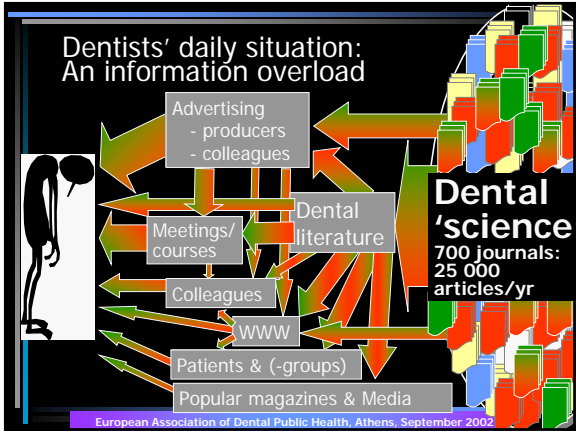 Dentists' daily situation:
An information overload
Advertising
- producers
- colleagues
Dental
literature
Meetings/
courses
Colleagues
WWW
Patients & (-groups)
Popular magazines & Media
Dental
'science
700 journals:
25 000
articles/yr
European Association of Dental Public Health, Athens, September 2002